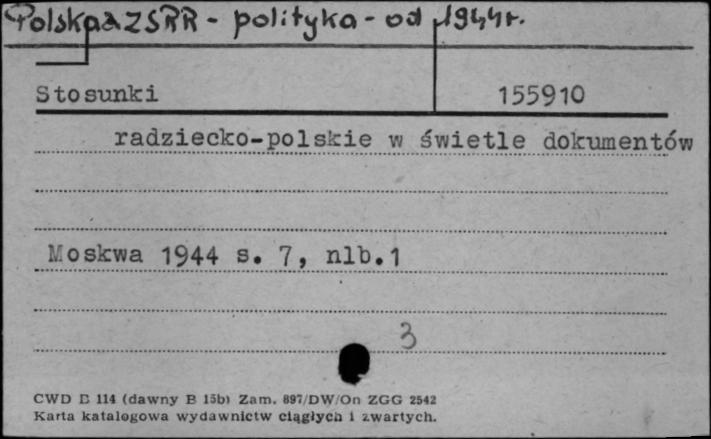 Polska a ZSRR - polityka - od 1944r.
Stosunki 155910
radziecko-polskie w świetle dokumentów
Moskwa 1944 s. 7, nlb.1
3
CWD D 114 (dawny B 15b) Zam. 897/DW/On ZGG 2542
Karta katalogowa wydawnictw ciągłych i zwartych.